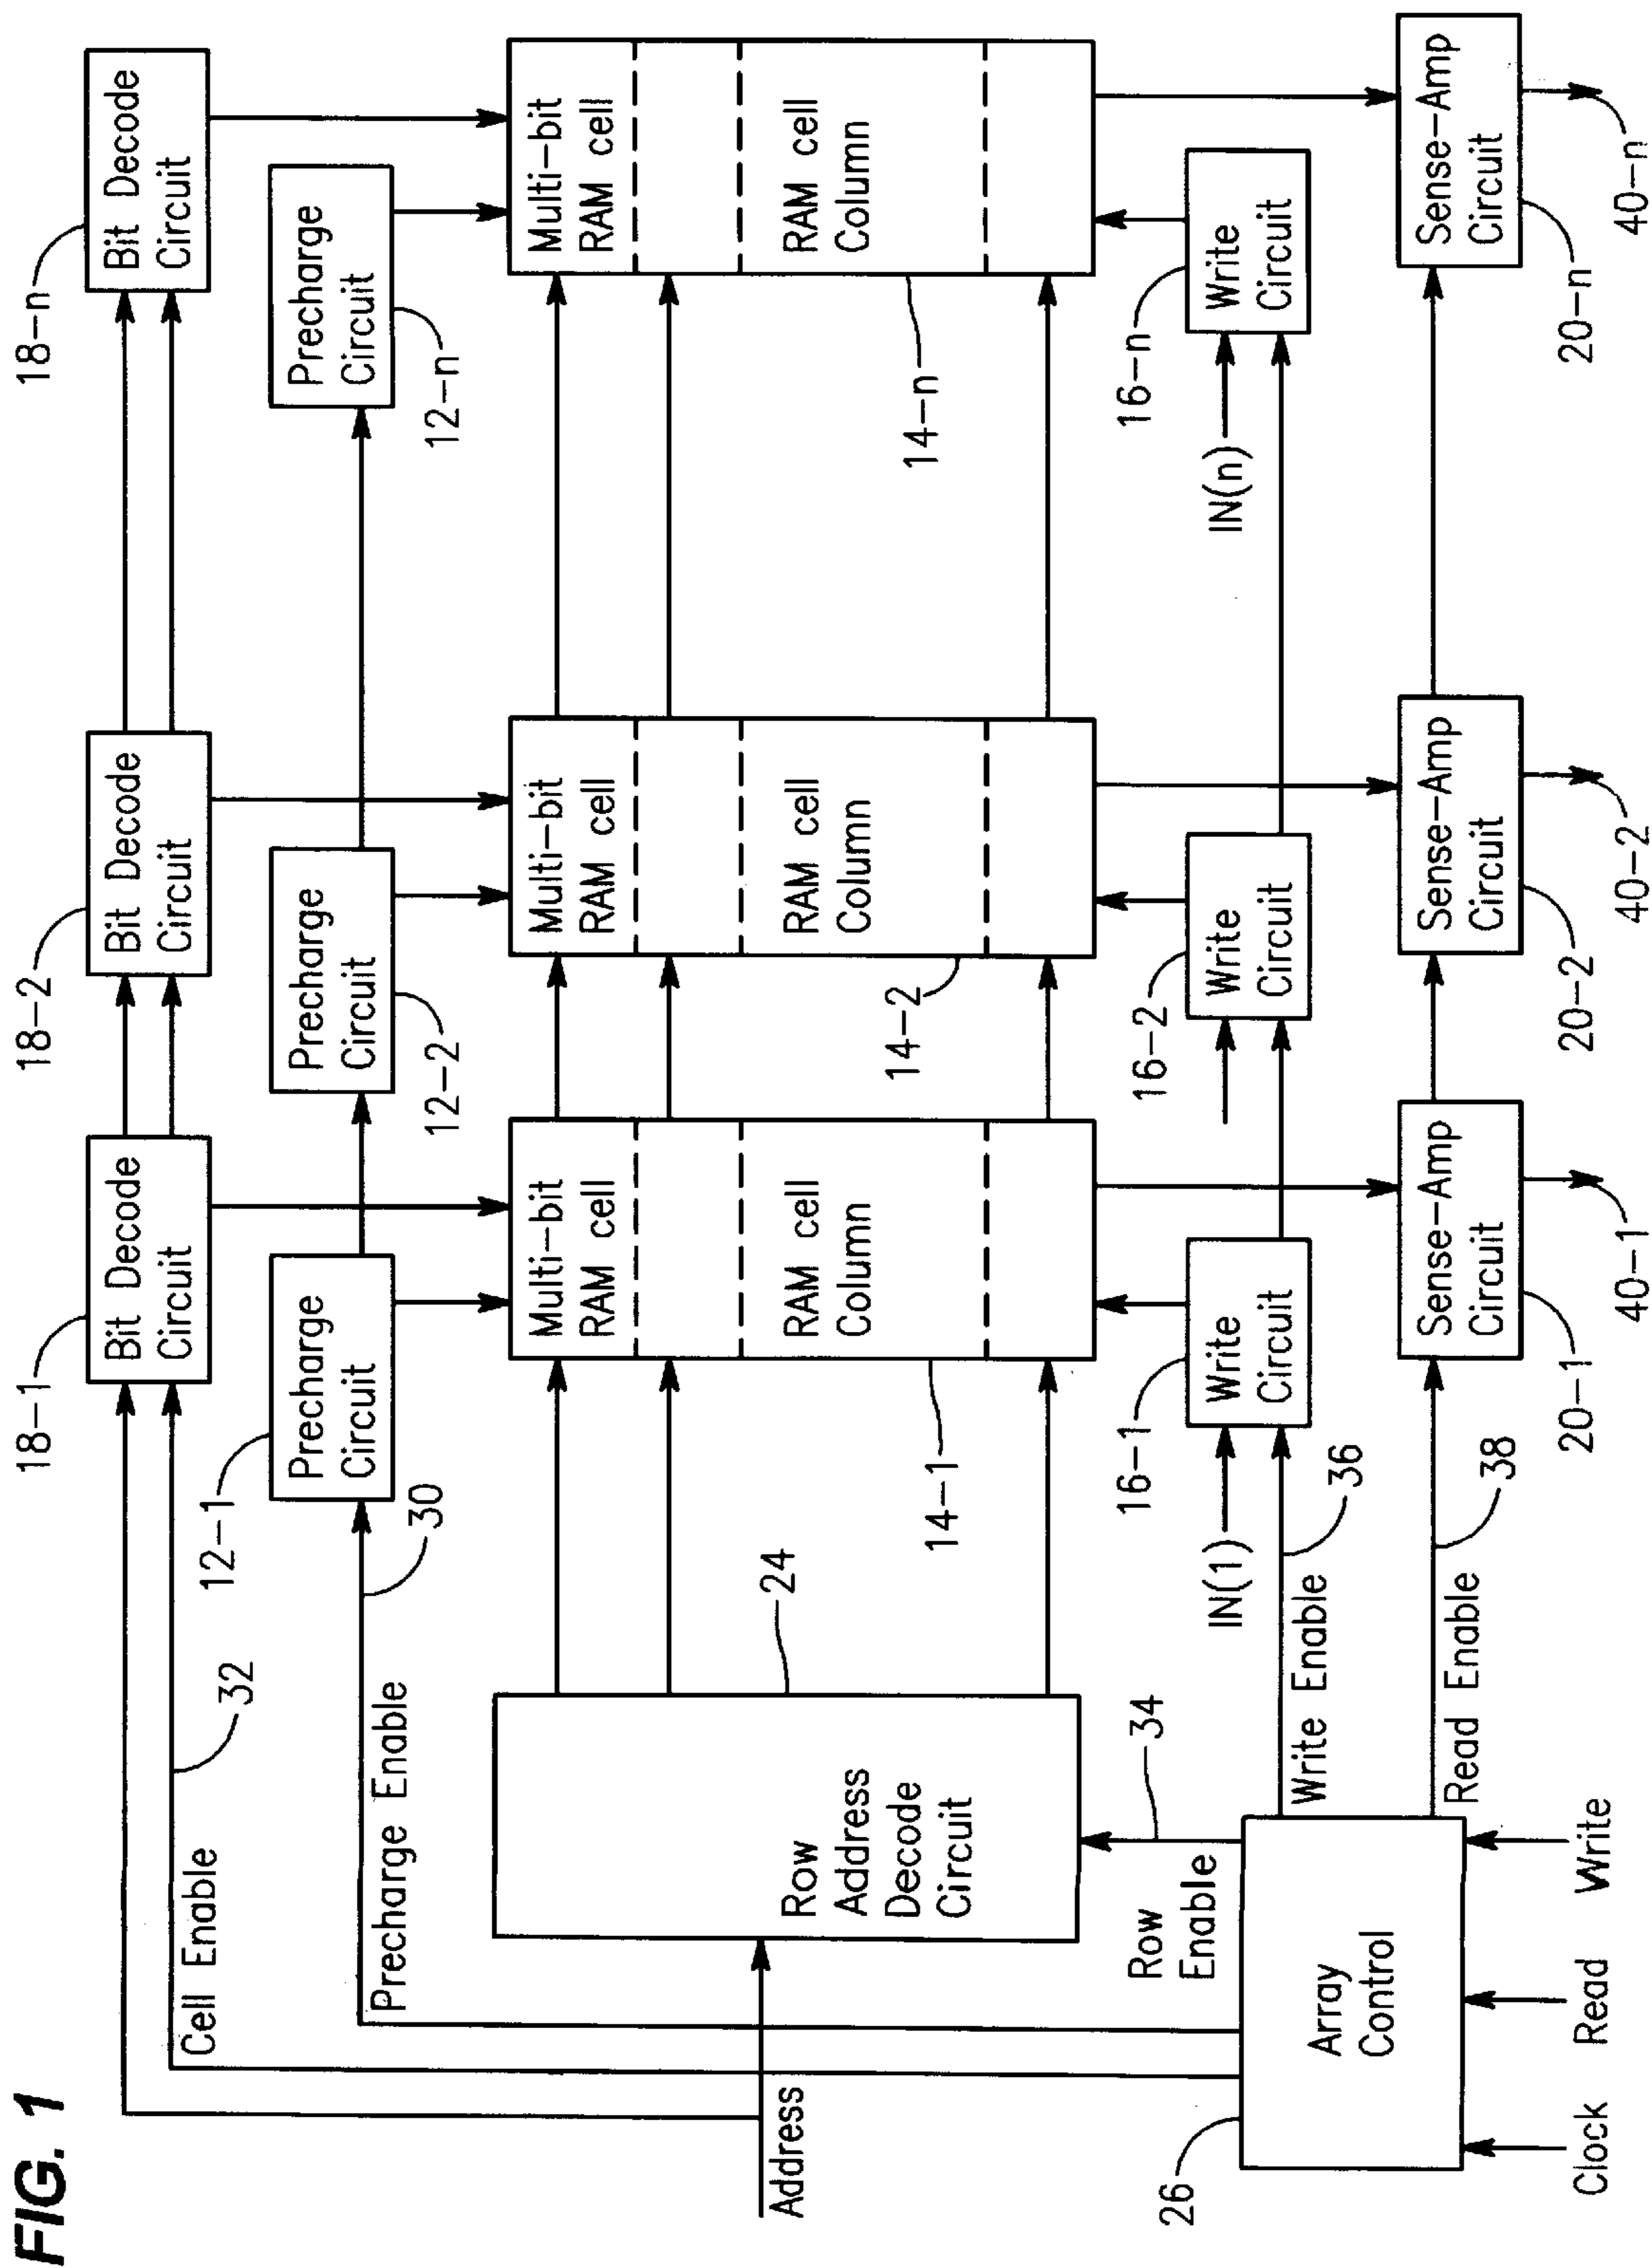 FIG. 1
18-1
18-2
18-n
Bit Decode
Circuit
Bit Decode
Circuit
Bit Decode
Circuit
Cell Enable
32
12-1
Precharge
Circuit
Precharge
Circuit
12-2
Precharge
Circuit
12-n
Precharge Enable
30
Multi-bit
RAM cell
RAM cell
Column
Multi-bit
RAM cell
RAM cell
Column
Multi-bit
RAM cell
RAM cell
Column
Address
Row
Address
Decode
Circuit
24
14-1
14-2
14-n
Row
Enable
34
16-1
16-2
16-n
IN(1)
Write
Circuit
Write
Circuit
IN(n)
Write
Circuit
26
Array
Control
Write Enable
36
Read Enable
38
Sense-Amp
Circuit
Sense-Amp
Circuit
Sense-Amp
Circuit
20-1
40-1
20-2
40-2
20-n
40-n
Clock
Read
Write